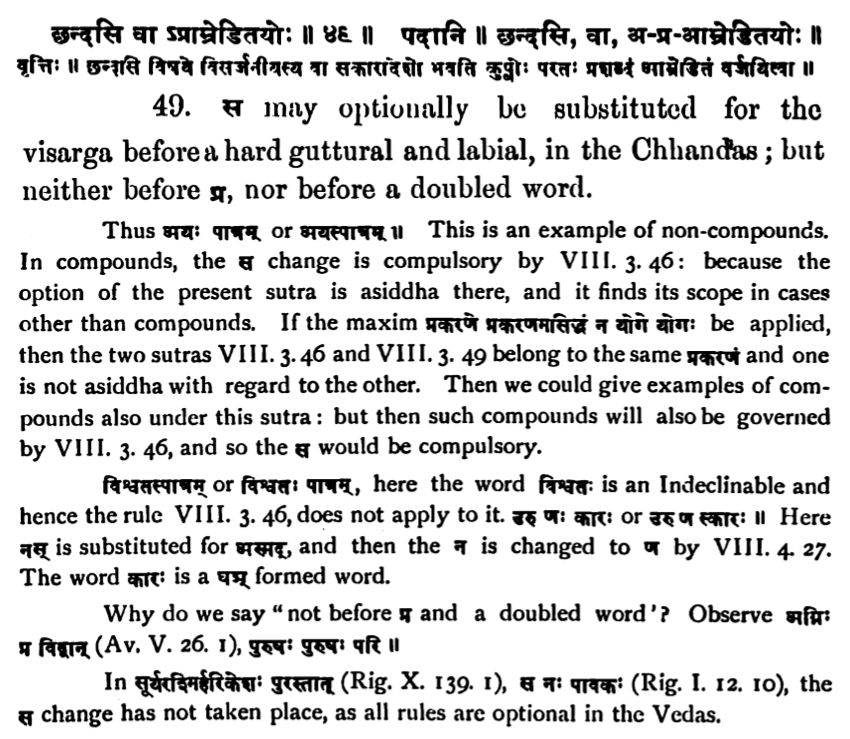 छन्दसि वा ऽप्राम्रेडितयोः ॥ ४९ ॥ पदानि ॥ छन्दसि, वा, अ-प्र-आम्रेडितयोः ॥
वृत्तिः ॥ छन्दसि विषये विसर्जनीयस्य वा सकारादेशो भवति कुप्वोः परतः प्रशब्दं आम्रेडितं वर्जयित्वा ॥
49. स may optionally be substituted for the
visarga before a hard guttural and labial, in the Chhandas ; but
neither before प्र, nor before a doubled word.
Thus अयः पात्रम् or अयस्पात्रम् ॥ This is an example of non-compounds.
In compounds, the स change is compulsory by VIII. 3. 46: because the
option of the present sutra is asiddha there, and it finds its scope in cases
other than compounds. If the maxim प्रकरणे प्रकरणमसिद्धं न योगे योगः be applied,
then the two sutras VIII. 3. 46 and VIII. 3. 49 belong to the same प्रकरणं and one
is not asiddha with regard to the other. Then we could give examples of com-
pounds also under this sutra : but then such compounds will also be governed
by VIII. 3. 46, and so the स would be compulsory.
विश्वतस्पात्रम् or विश्वतः पात्रम्, here the word विश्वतः is an Indeclinable and
hence the rule VIII. 3. 46, does not apply to it. उरु णः कारः or उरु ण स्कारः ॥ Here
नस् is substituted for अस्मद्, and then the न is changed to ण by VIII. 4. 27.
The word कारः is a घञ् formed word.
Why do we say "not before प्र and a doubled word'? Observe अग्निः
प्र विद्वान् (Av. V. 26. 1), पुरुषः पुरुषः परि ॥
In सूर्यरश्मिर्हरिकेशः पुरस्तात् (Rig. X. 139. 1), स नः पावकः (Rig. I. 12. 10), the
स change has not taken place, as all rules are optional in the Vedas.